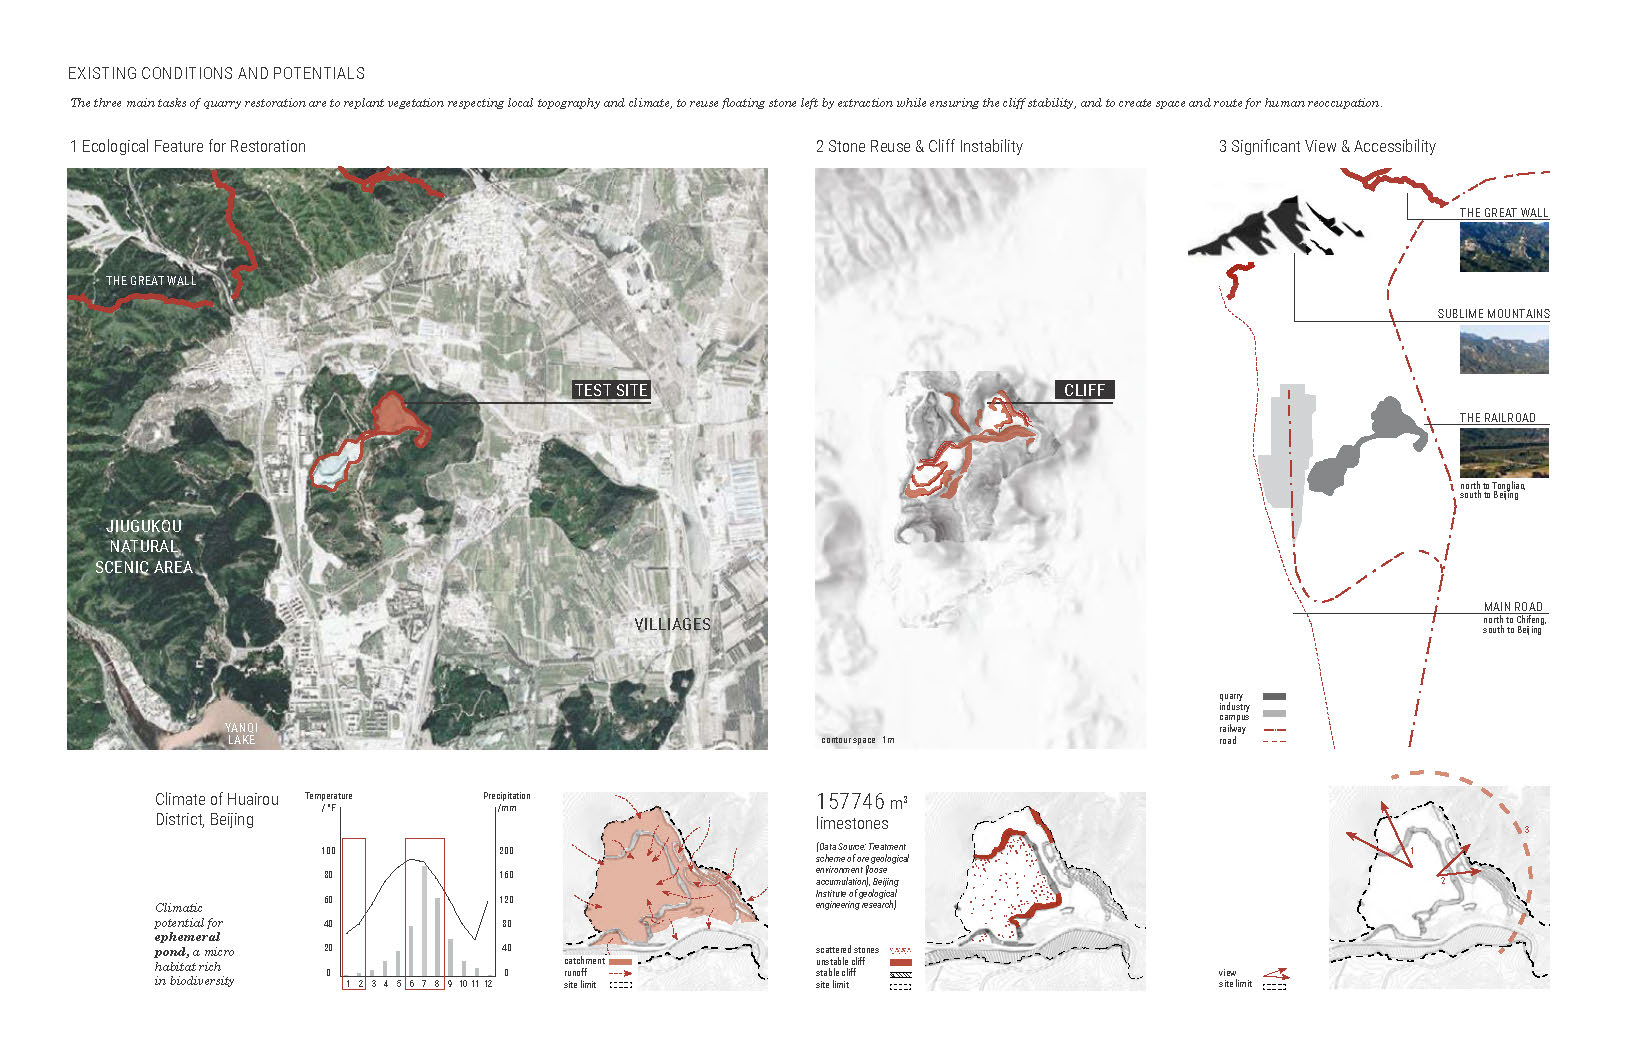 EXISTING CONDITIONS AND POTENTIALS
The three main tasks of quarry restoration are to replant vegetation respecting local topography and climate, to reuse floating stone left by extraction while ensuring the cliff stability, and to create space and route for human reoccupation.
1 Ecological Feature for Restoration
THE GREAT WALL
TEST SITE
JIUGUKOU
NATURAL
SCENIC AREA
VILLIAGES
YANQI
LAKE
2 Stone Reuse & Cliff Instability
CLIFF
contour space 1m
3 Significant View & Accessibility
THE GREAT WALL
SUBLIME MOUNTAINS
THE RAILROAD
north to Tongliao,
south to Beijing
MAIN ROAD
north to Chifeng,
south to Beijing
quarry
industry
campus
railway
road
Climate of Huairou
District, Beijing
Climatic
potential for
ephemeral
pond, a micro
habitat rich
in biodiversity
Temperature
/ °F
Precipitation
/mm
100 200
80 160
60 120
40 80
20 40
0 0
1 2 3 4 5 6 7 8 9 10 11 12
catchment
runoff
site limit
157746 m³
limestones
(Data Source: Treatment
scheme of ore geological
environment (loose
accumulation), Beijing
Institute of geological
engineering research)
scattered stones
unstable cliff
stable cliff
site limit
2
3
view
site limit